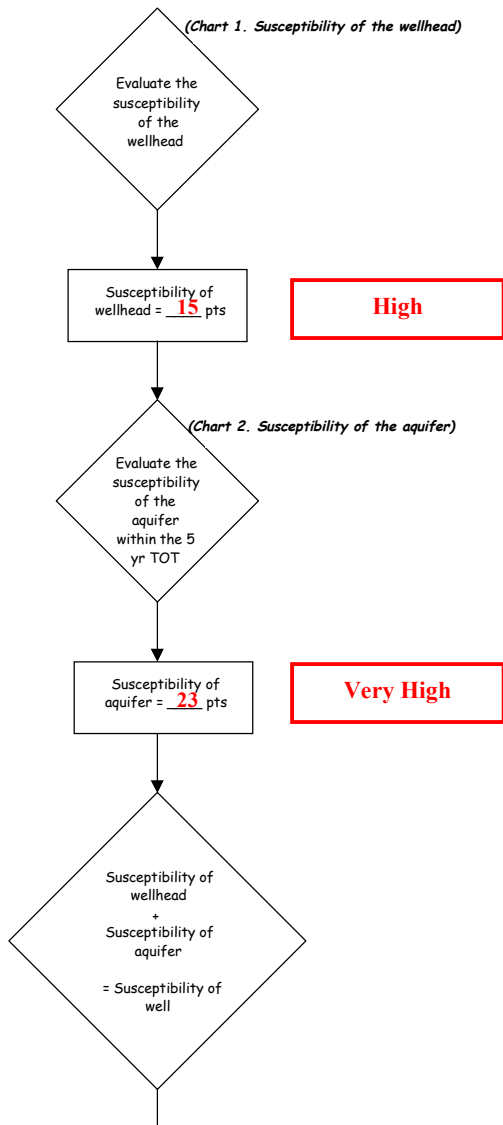 (Chart 1. Susceptibility of the wellhead)
Evaluate the
susceptibility
of the
wellhead
Susceptibility of
wellhead = 15 pts
High
(Chart 2. Susceptibility of the aquifer)
Evaluate the
susceptibility
of the
aquifer
within the 5
yr TOT
Susceptibility of
aquifer = 23 pts
Very High
Susceptibility of
wellhead
+
Susceptibility of
aquifer
= Susceptibility of
well